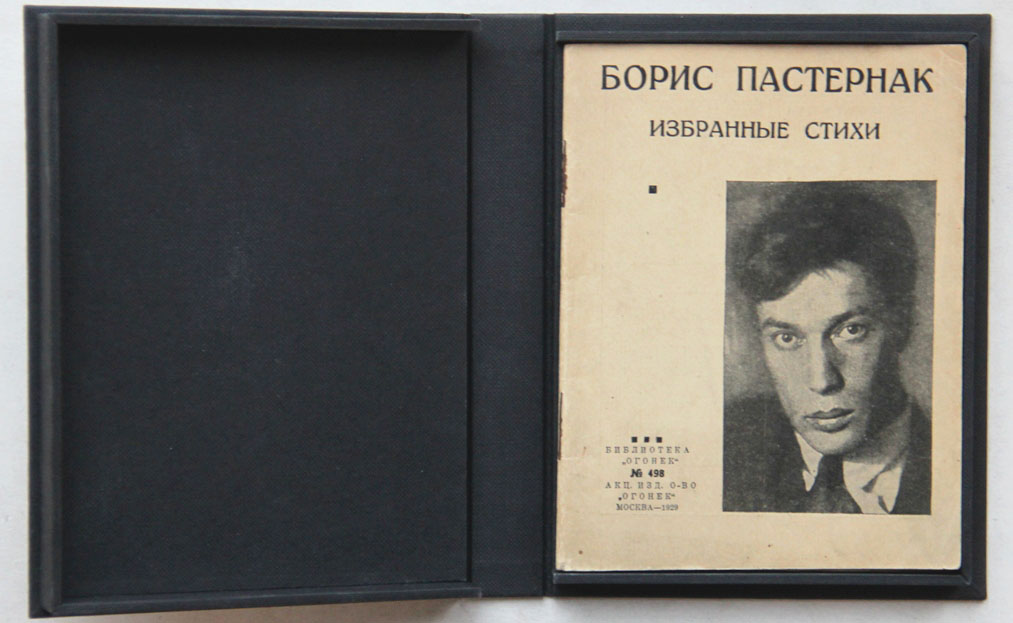 БОРИС ПАСТЕРНАК
ИЗБРАННЫЕ СТИХИ
БИБЛИОТЕКА
„ОГОНЕК“
№ 498
АКЦ. ИЗД. О-ВО
„ОГОНЕК“
МОСКВА—1929